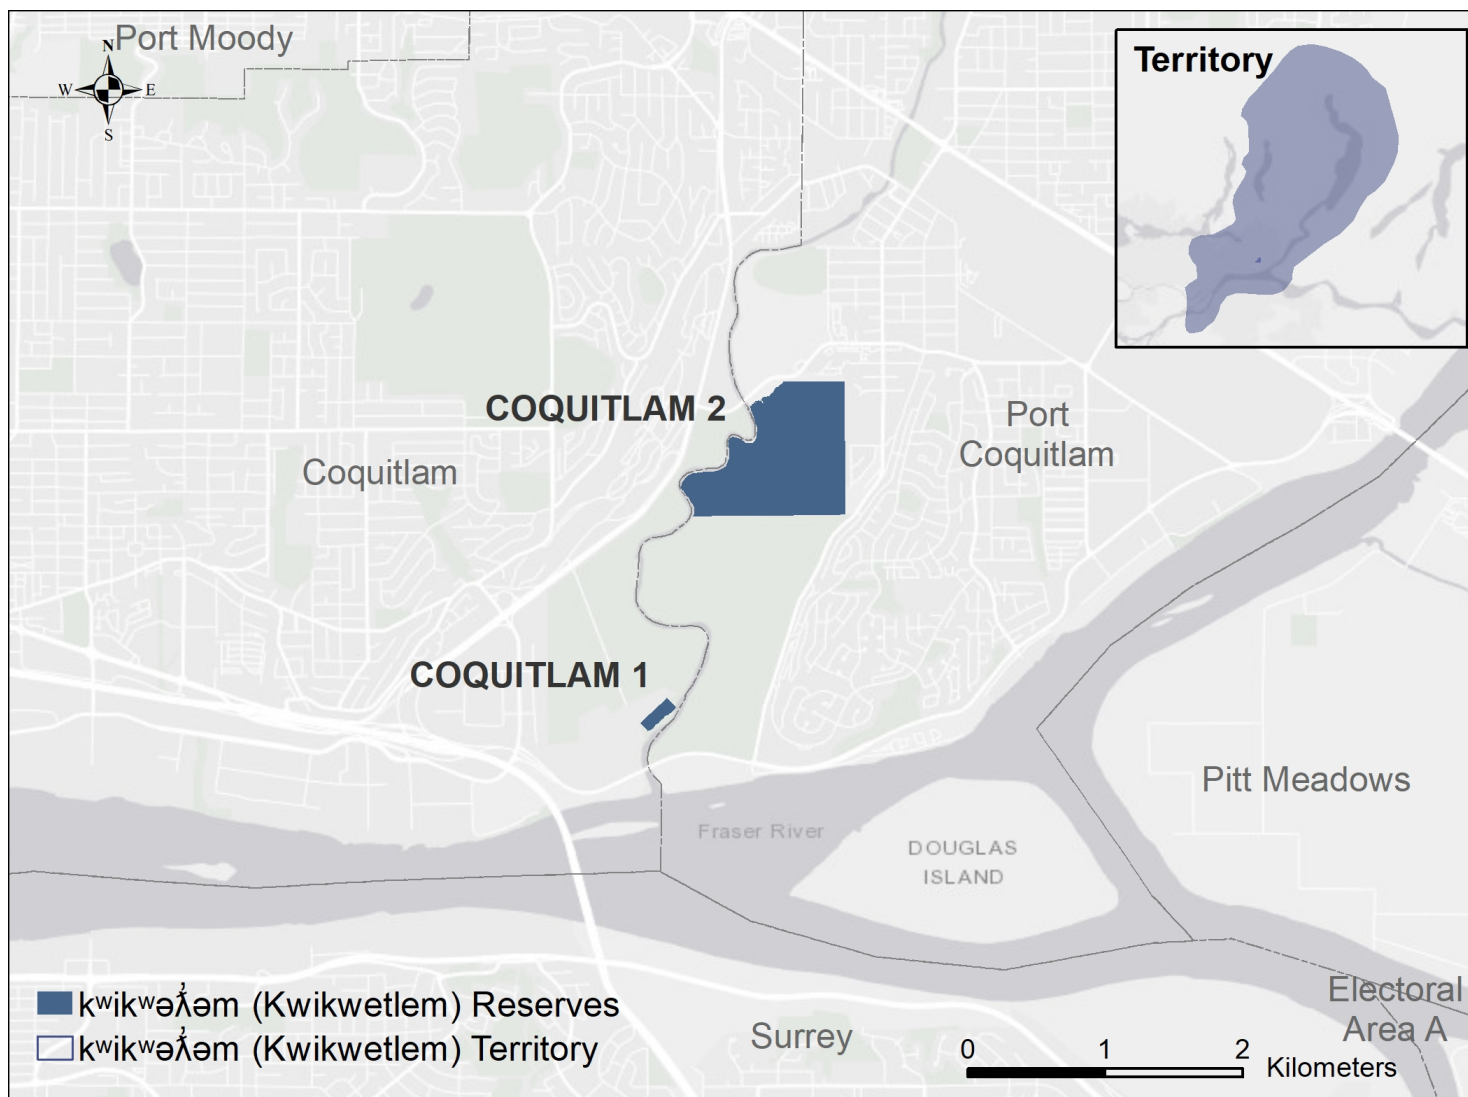 Port Moody
N
W E
S
Territory
COQUITLAM 2
Port
Coquitlam
Coquitlam
COQUITLAM 1
Pitt Meadows
Fraser River
DOUGLAS
ISLAND
Electoral
Area A
Surrey
kʷikʷəƛ̓əm (Kwikwetlem) Reserves
kʷikʷəƛ̓əm (Kwikwetlem) Territory
0 1 2
Kilometers